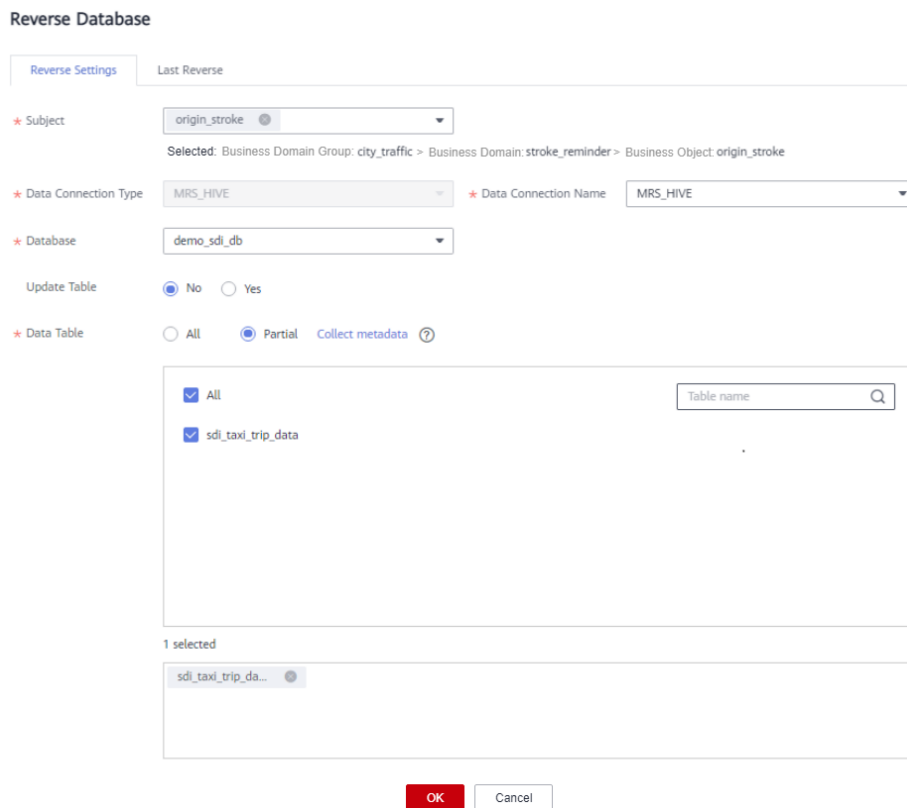 Reverse Database
Reverse Settings Last Reverse
* Subject origin_stroke
Selected: Business Domain Group: city_traffic > Business Domain: stroke_reminder > Business Object: origin_stroke
* Data Connection Type MRS_HIVE * Data Connection Name MRS_HIVE
* Database demo_sdi_db
Update Table No Yes
* Data Table All Partial Collect metadata ?
All Table name
sdi_taxi_trip_data
1 selected
sdi_taxi_trip_da...
OK Cancel